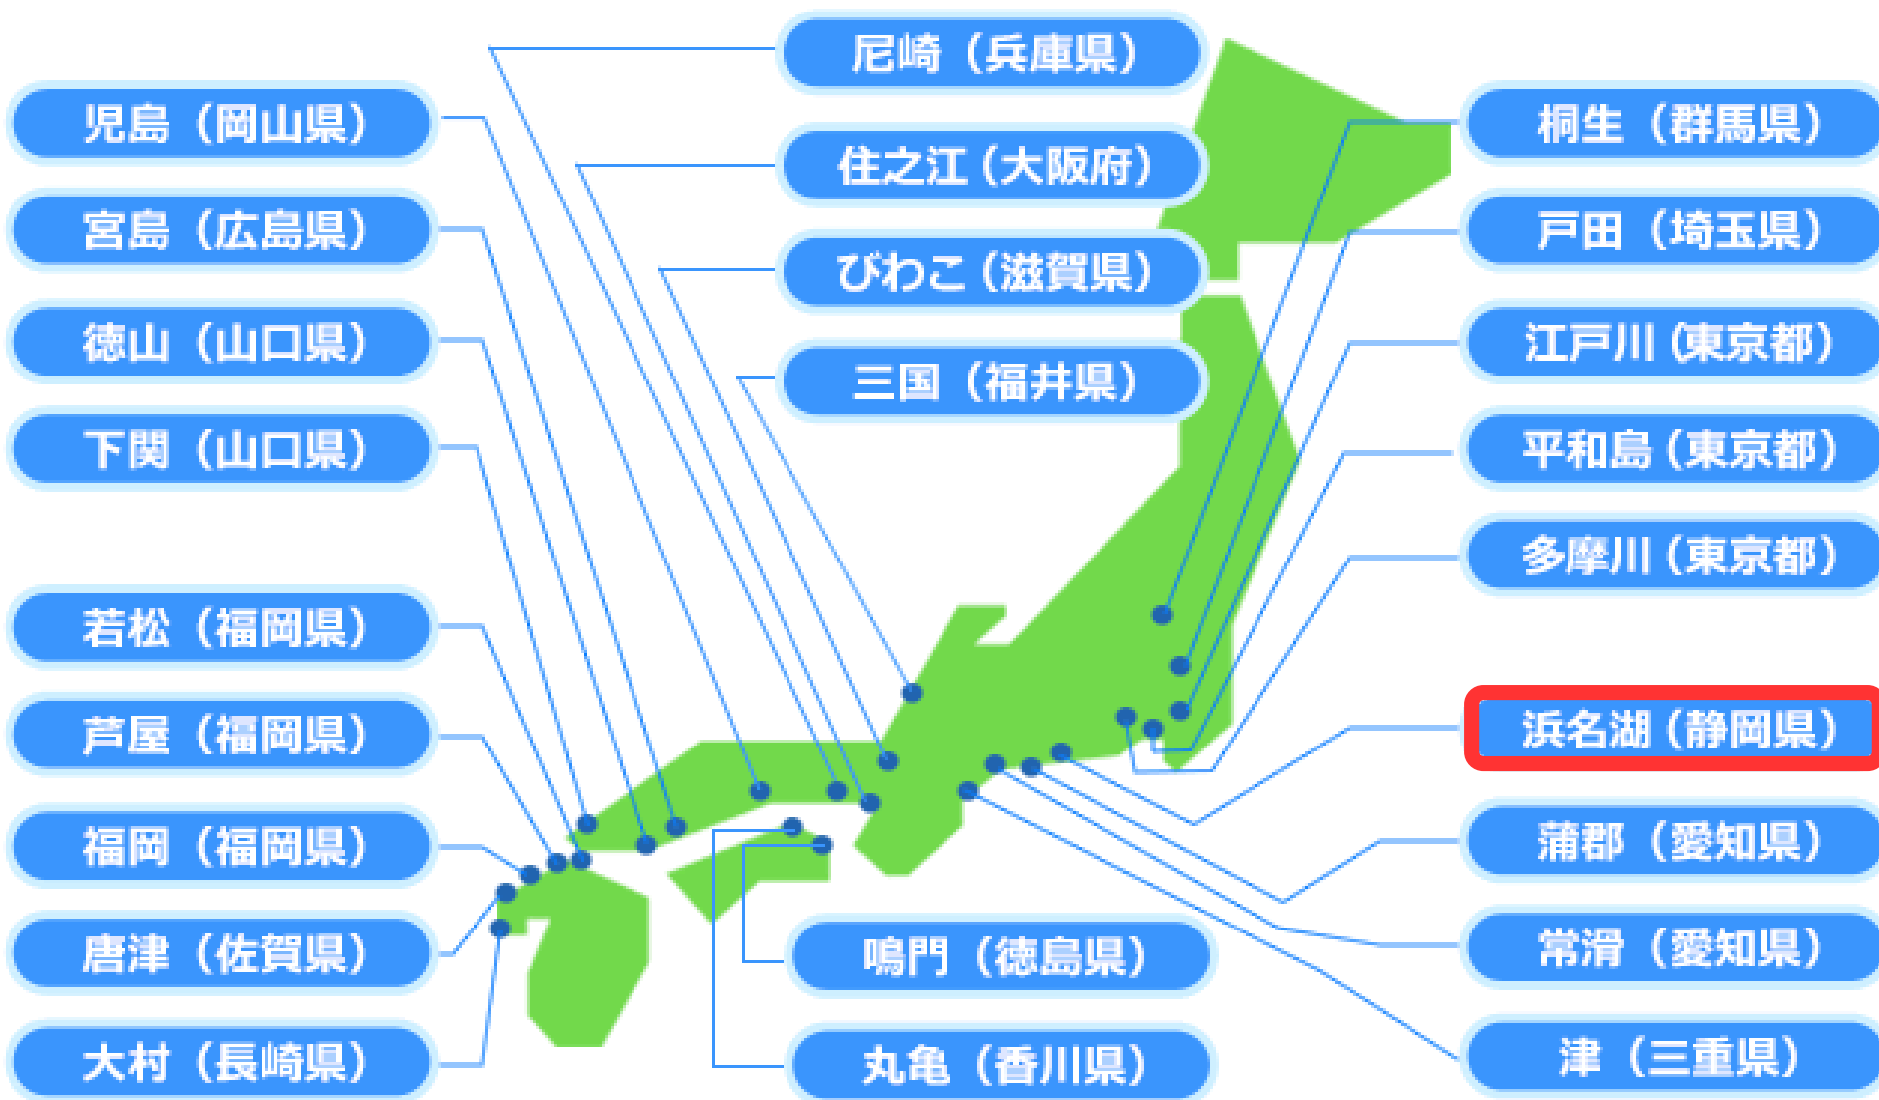 尼崎（兵庫県）
住之江（大阪府）
びわこ（滋賀県）
三国（福井県）
児島（岡山県）
宮島（広島県）
徳山（山口県）
下関（山口県）
若松（福岡県）
芦屋（福岡県）
福岡（福岡県）
唐津（佐賀県）
大村（長崎県）
鳴門（徳島県）
丸亀（香川県）
桐生（群馬県）
戸田（埼玉県）
江戸川（東京都）
平和島（東京都）
多摩川（東京都）
浜名湖（静岡県）
蒲郡（愛知県）
常滑（愛知県）
津（三重県）